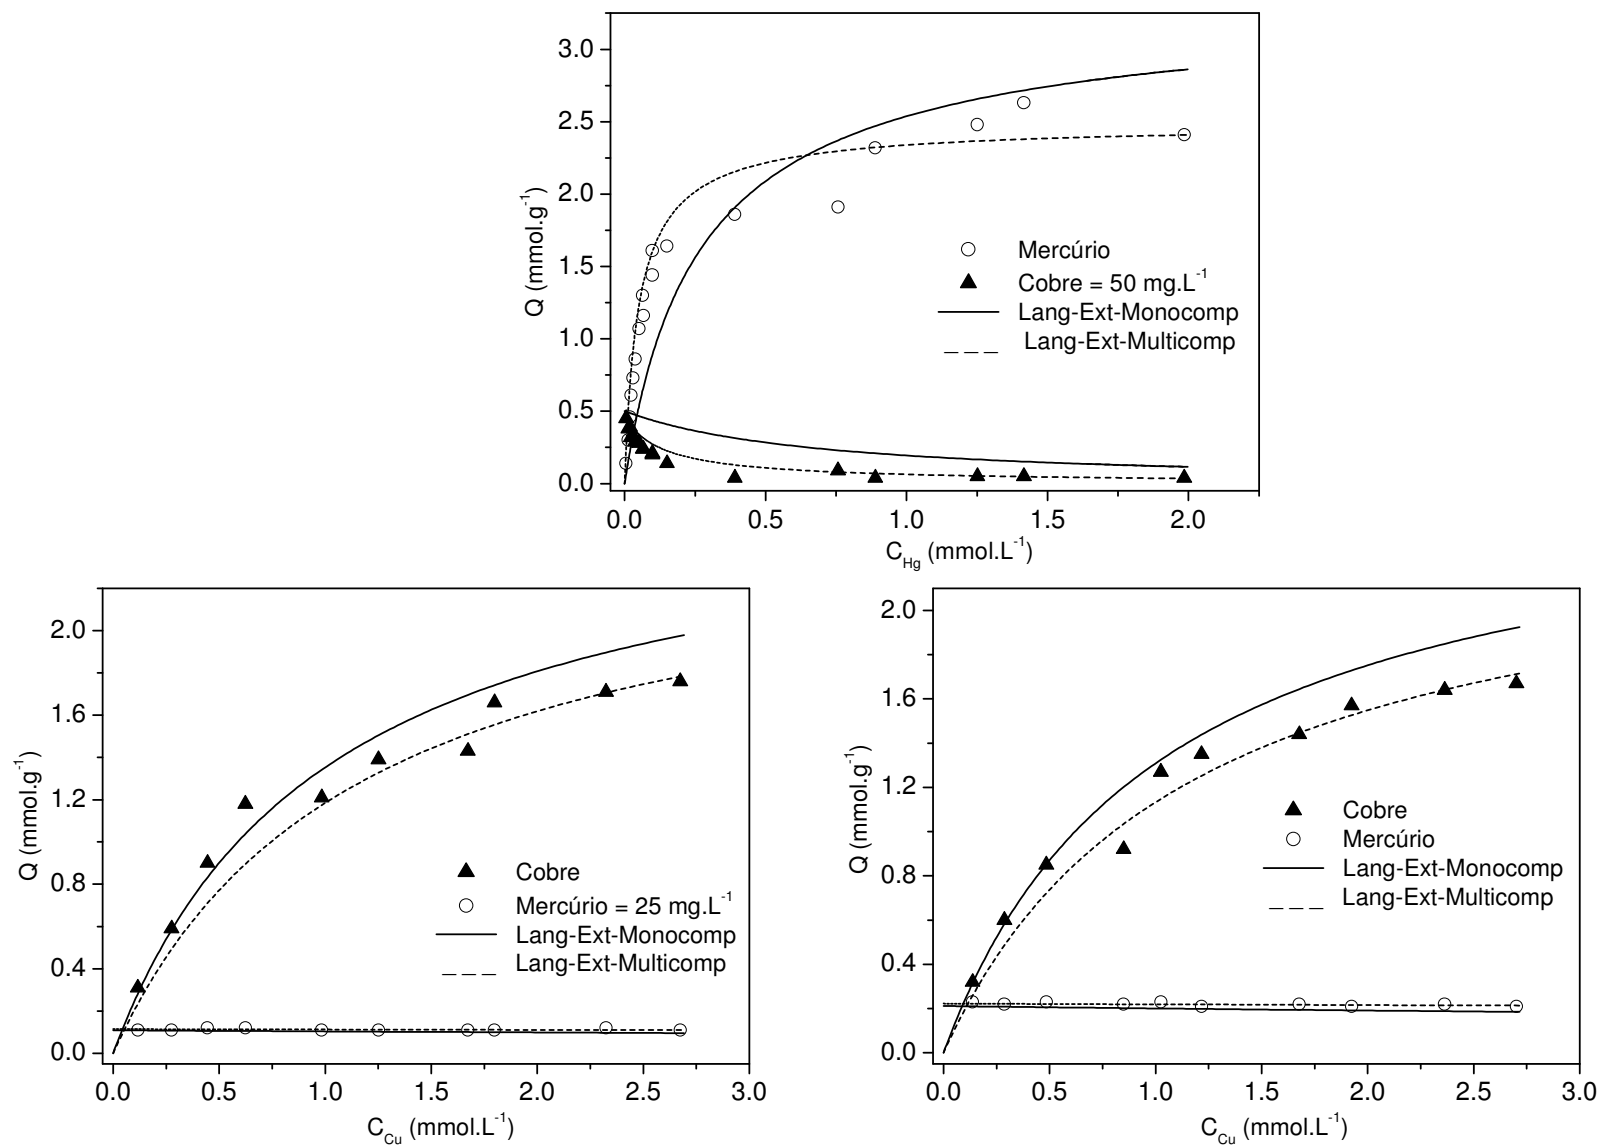 3.0
2.5
2.0
1.5
1.0
0.5
0.0
Q (mmol.g⁻¹)
Mercúrio
Cobre = 50 mg.L⁻¹
Lang-Ext-Monocomp
Lang-Ext-Multicomp
0.0 0.5 1.0 1.5 2.0
C_Hg (mmol.L⁻¹)
2.0
1.6
1.2
0.8
0.4
0.0
Q (mmol.g⁻¹)
Cobre
Mercúrio = 25 mg.L⁻¹
Lang-Ext-Monocomp
Lang-Ext-Multicomp
0.0 0.5 1.0 1.5 2.0 2.5 3.0
C_Cu (mmol.L⁻¹)
2.0
1.6
1.2
0.8
0.4
0.0
Q (mmol.g⁻¹)
Cobre
Mercúrio
Lang-Ext-Monocomp
Lang-Ext-Multicomp
0.0 0.5 1.0 1.5 2.0 2.5 3.0
C_Cu (mmol.L⁻¹)